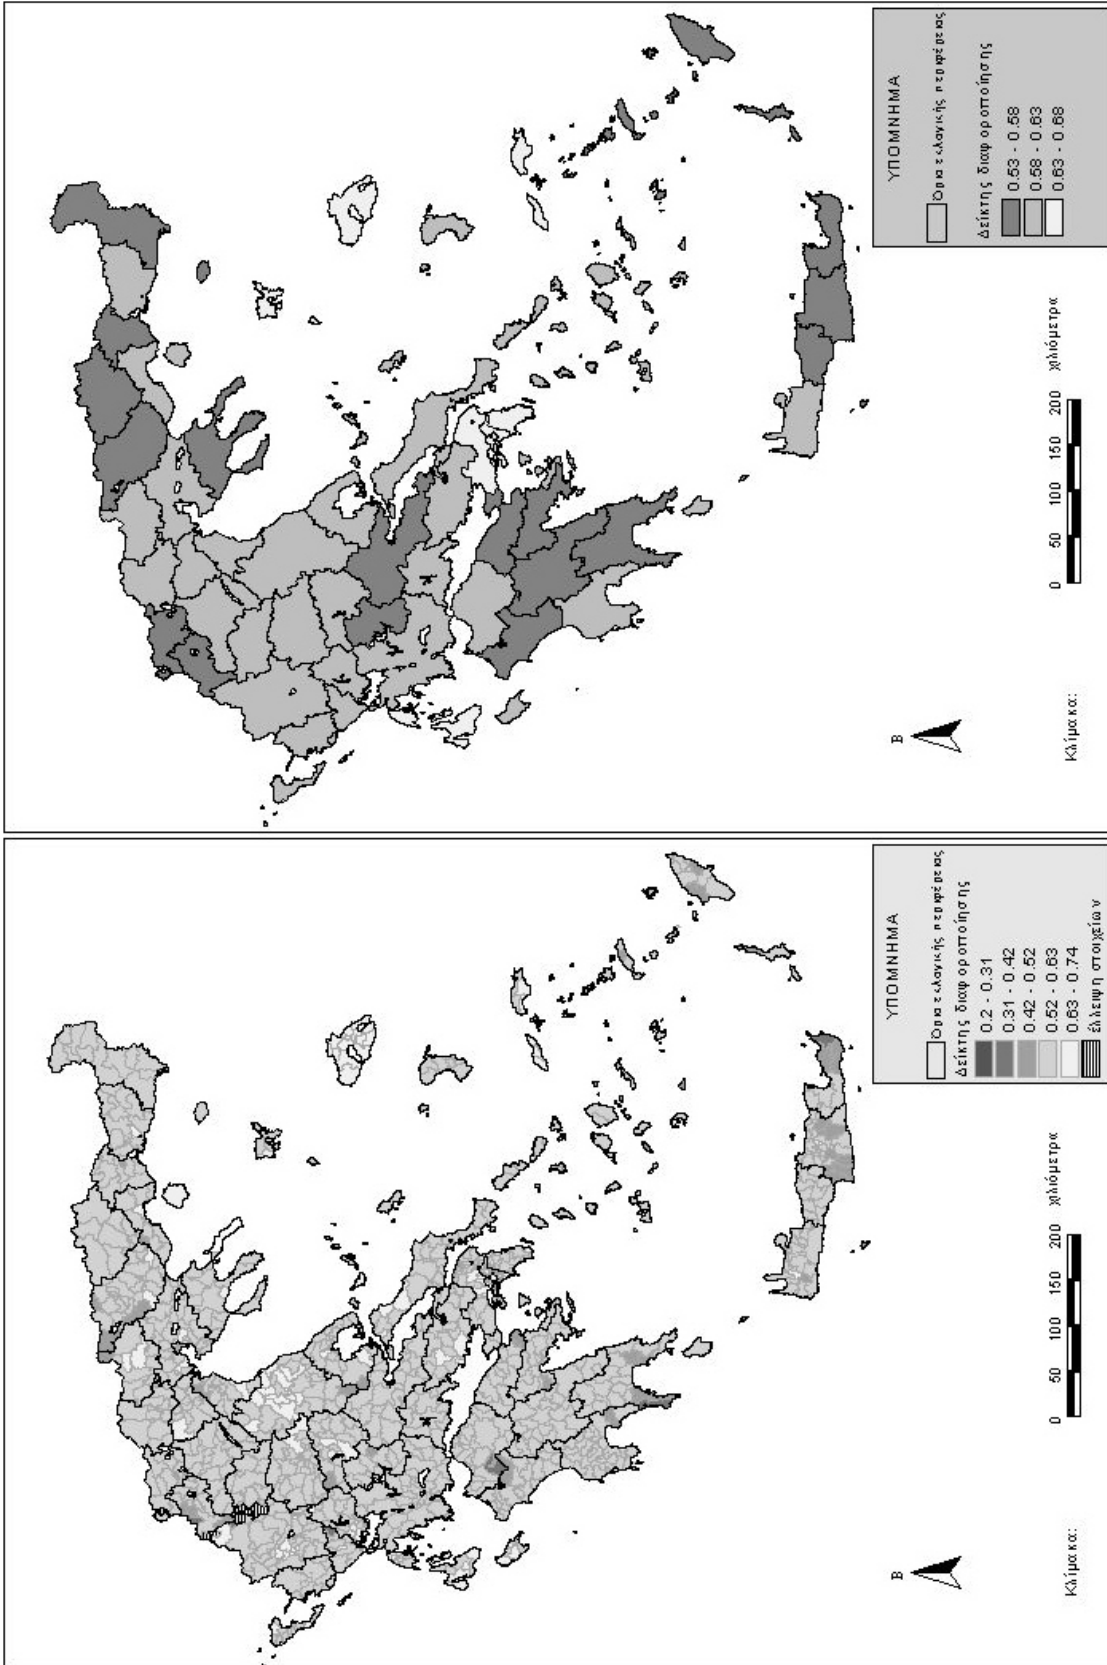 ΥΠΟΜΝΗΜΑ
Όρια εκλογικής περιφέρειας
Δείκτης διαφοροποίησης
0.53 - 0.58
0.58 - 0.63
0.63 - 0.68
Β
Κλίμακα:
0 50 100 150 200 χιλιόμετρα
ΥΠΟΜΝΗΜΑ
Όρια εκλογικής περιφέρειας
Δείκτης διαφοροποίησης
0.2 - 0.31
0.31 - 0.42
0.42 - 0.52
0.52 - 0.63
0.63 - 0.74
έλλειψη στοιχείων
Β
Κλίμακα:
0 50 100 150 200 χιλιόμετρα